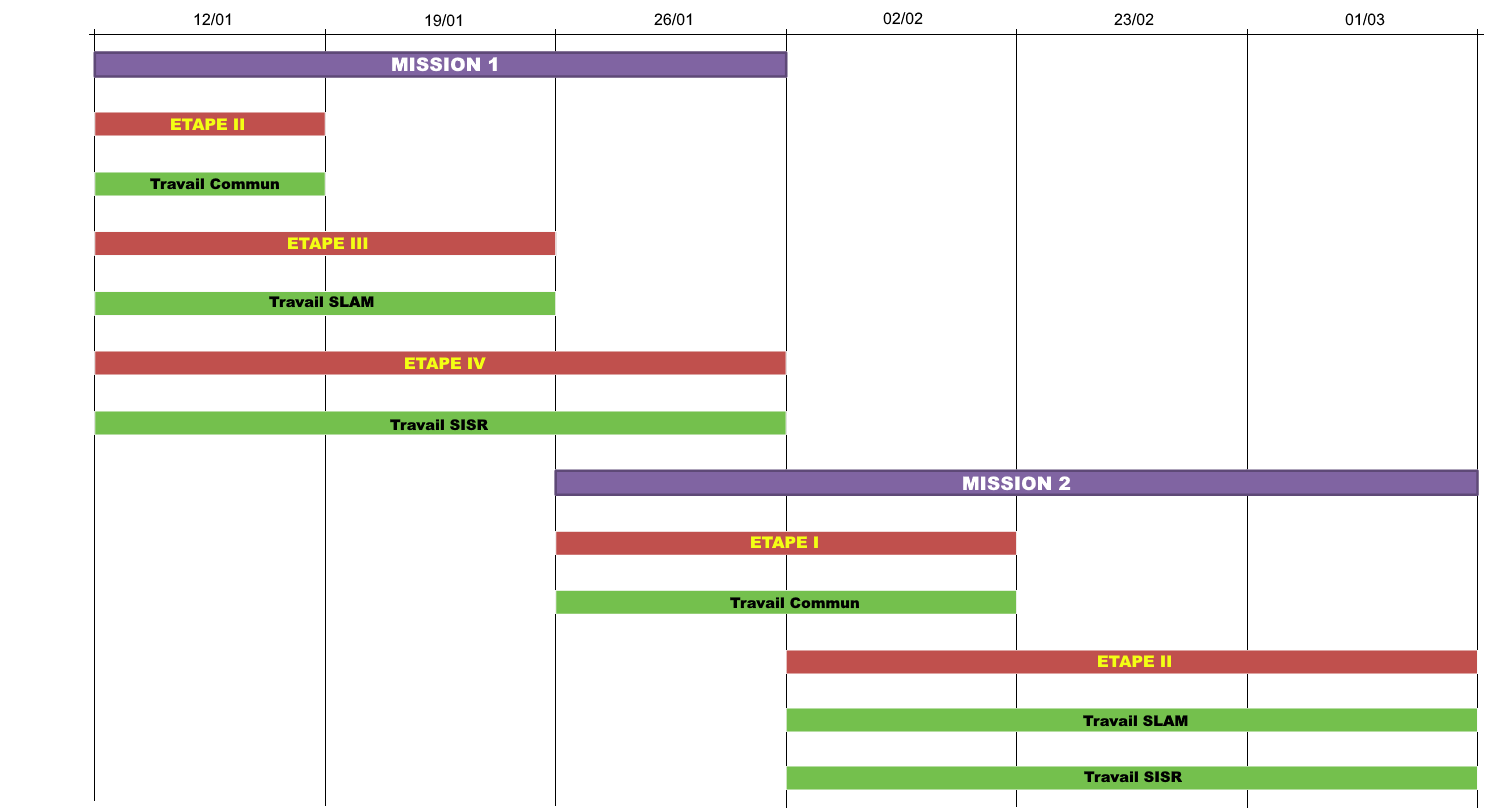 12/01 19/01 26/01 02/02 23/02 01/03
MISSION 1
ETAPE II
Travail Commun
ETAPE III
Travail SLAM
ETAPE IV
Travail SISR
MISSION 2
ETAPE I
Travail Commun
ETAPE II
Travail SLAM
Travail SISR